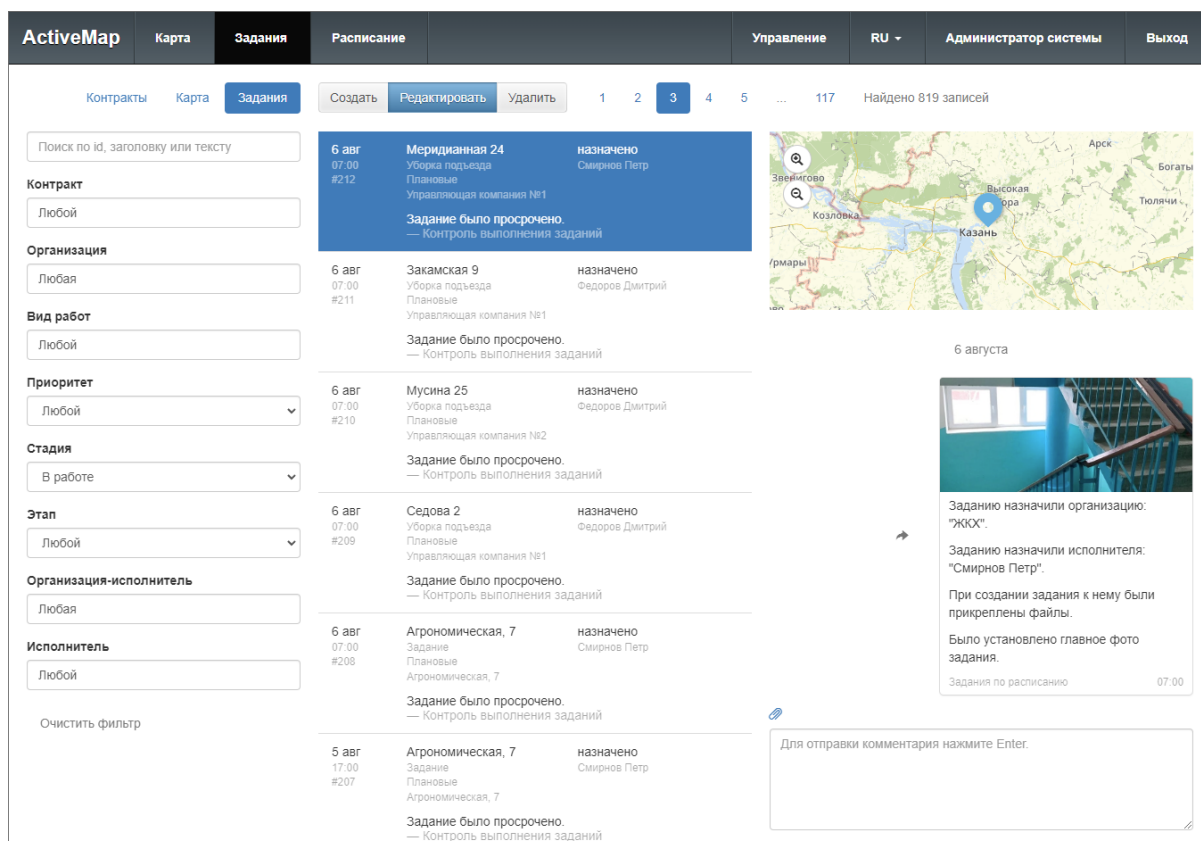 ActiveMap Карта Задания Расписание Управление RU Администратор системы Выход
Контракты Карта Задания
Создать Редактировать Удалить 1 2 3 4 5 ... 117 Найдено 819 записей
Поиск по id, заголовку или тексту
Контракт
Любой
Организация
Любая
Вид работ
Любой
Приоритет
Любой
Стадия
В работе
Этап
Любой
Организация-исполнитель
Любая
Исполнитель
Любой
Очистить фильтр
6 авг Меридианная 24 назначено
07:00 Уборка подъезда Смирнов Петр
#212 Плановые
Управляющая компания №1
Задание было просрочено.
— Контроль выполнения заданий
6 авг Закамская 9 назначено
07:00 Уборка подъезда Федоров Дмитрий
#211 Плановые
Управляющая компания №1
Задание было просрочено.
— Контроль выполнения заданий
6 авг Мусина 25 назначено
07:00 Уборка подъезда Федоров Дмитрий
#210 Плановые
Управляющая компания №2
Задание было просрочено.
— Контроль выполнения заданий
6 авг Седова 2 назначено
07:00 Уборка подъезда Федоров Дмитрий
#209 Плановые
Управляющая компания №1
Задание было просрочено.
— Контроль выполнения заданий
6 авг Агрономическая, 7 назначено
07:00 Задание Смирнов Петр
#208 Плановые
Агрономическая, 7
Задание было просрочено.
— Контроль выполнения заданий
5 авг Агрономическая, 7 назначено
17:00 Задание Смирнов Петр
#207 Плановые
Агрономическая, 7
Задание было просрочено.
— Контроль выполнения заданий
Арск
Богаты
Звенигово
Высокая
Гора
Тюлячи
Козловка
Казань
Урмары
6 августа
Заданию назначили организацию:
"ЖКХ".
Заданию назначили исполнителя:
"Смирнов Петр".
При создании задания к нему были
прикреплены файлы.
Было установлено главное фото
задания.
Задания по расписанию 07:00
Для отправки комментария нажмите Enter.